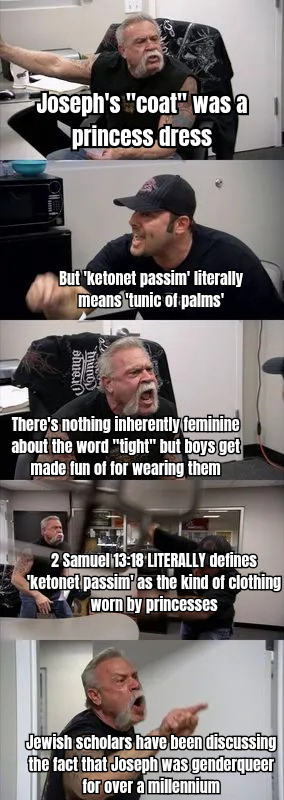 Joseph's "coat" was a
princess dress
But 'ketonet passim' literally
means 'tunic of palms'
Orange
County
There's nothing inherently feminine
about the word "tight" but boys get
made fun of for wearing them
2 Samuel 13:18 LITERALLY defines
'ketonet passim' as the kind of clothing
worn by princesses
Jewish scholars have been discussing
the fact that Joseph was genderqueer
for over a millennium